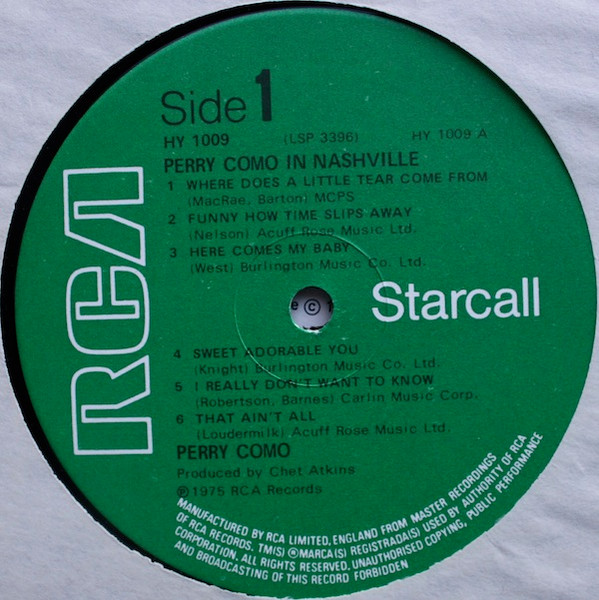 Side 1
HY 1009 (LSP 3396) HY 1009 A
PERRY COMO IN NASHVILLE
1 WHERE DOES A LITTLE TEAR COME FROM
(MacRae, Barton) MCPS
2 FUNNY HOW TIME SLIPS AWAY
(Nelson) Acuff Rose Music Ltd.
3 HERE COMES MY BABY
(West) Burlington Music Co. Ltd.
RCA
Starcall
e © f
4 SWEET ADORABLE YOU
(Knight) Burlington Music Co. Ltd.
5 I REALLY DON'T WANT TO KNOW
(Robertson, Barnes) Carlin Music Corp.
6 THAT AIN'T ALL
(Loudermilk) Acuff Rose Music Ltd.
PERRY COMO
Produced by Chet Atkins
℗ 1975 RCA Records
MANUFACTURED BY RCA LIMITED, ENGLAND FROM MASTER RECORDINGS
OF RCA RECORDS. TM(S) ® MARCA(S) REGISTRADA(S) USED BY AUTHORITY OF RCA
CORPORATION, ALL RIGHTS RESERVED. UNAUTHORISED COPYING, PUBLIC PERFORMANCE
AND BROADCASTING OF THIS RECORD FORBIDDEN